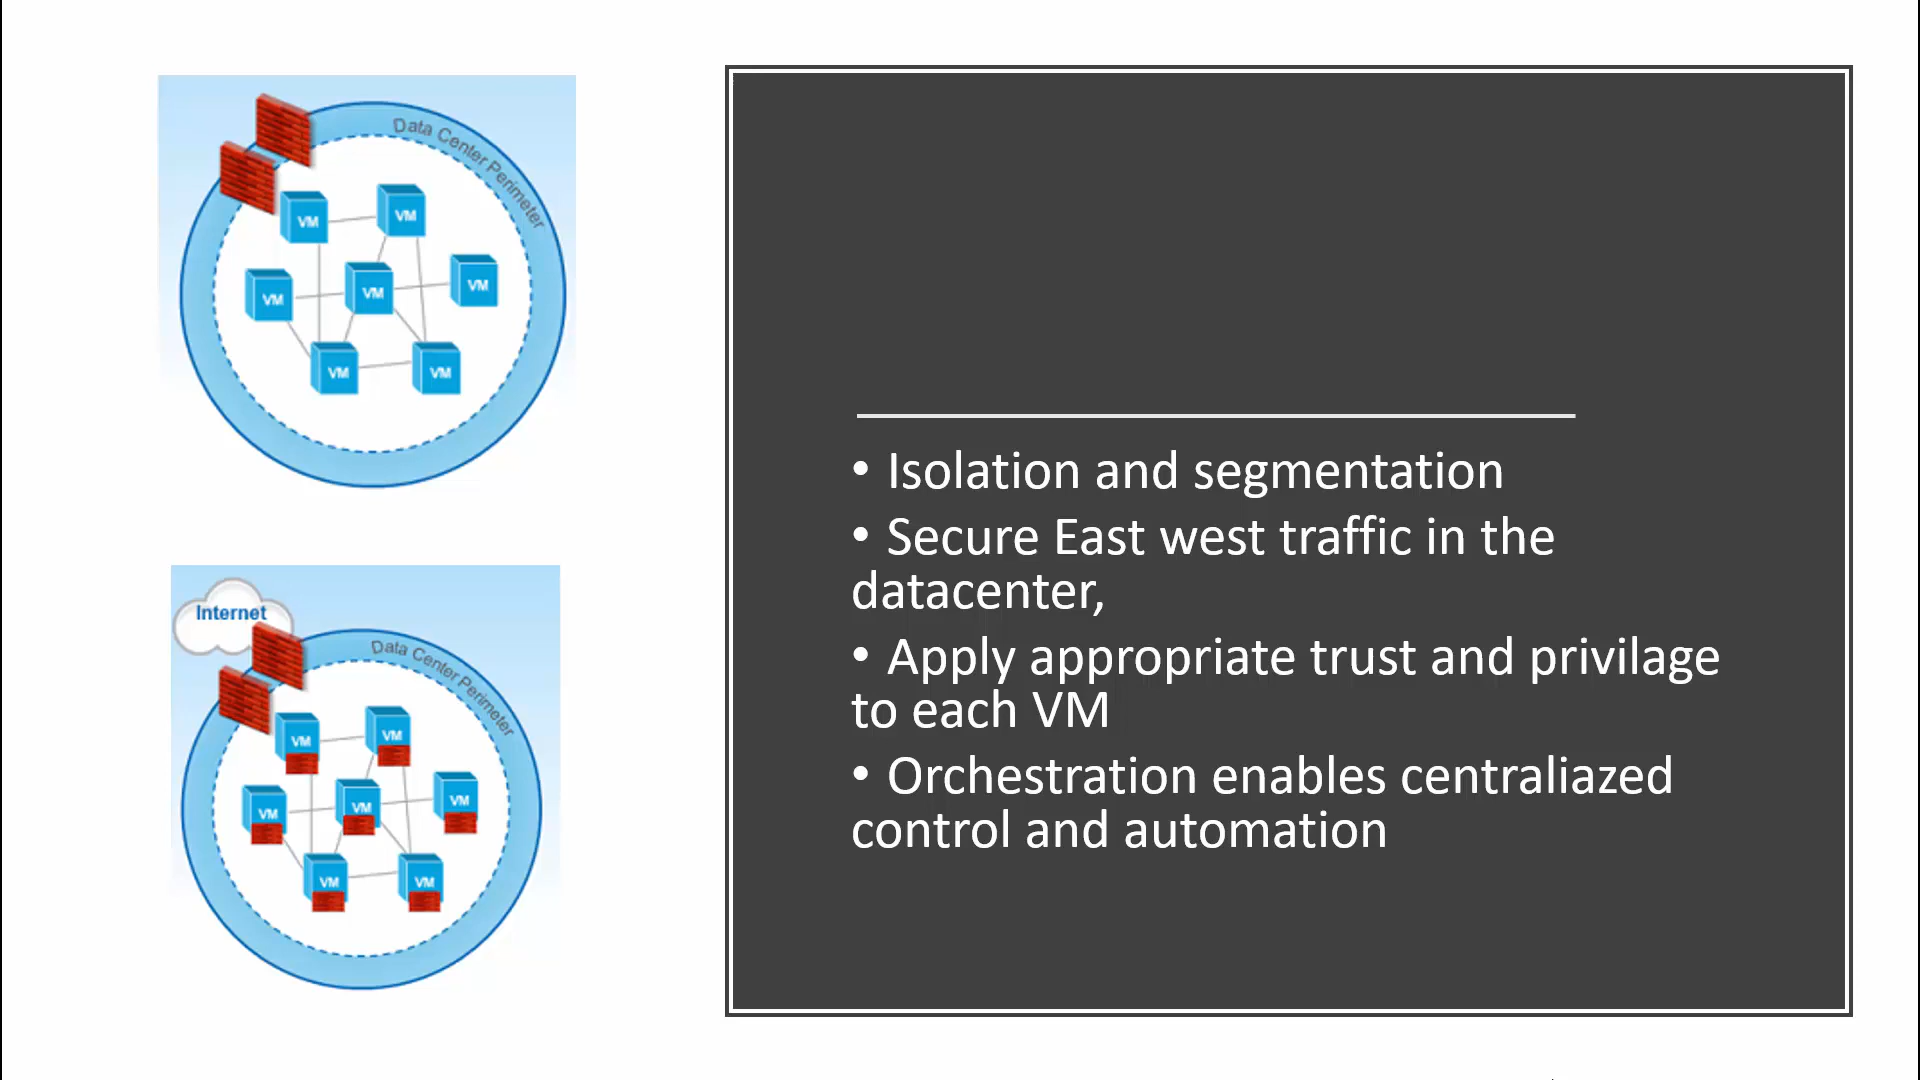 Data Center Perimeter
VM
VM
VM
VM
VM
VM
VM
Internet
Data Center Perimeter
VM
VM
VM
VM
VM
VM
VM
• Isolation and segmentation
• Secure East west traffic in the
datacenter,
• Apply appropriate trust and privilage
to each VM
• Orchestration enables centraliazed
control and automation